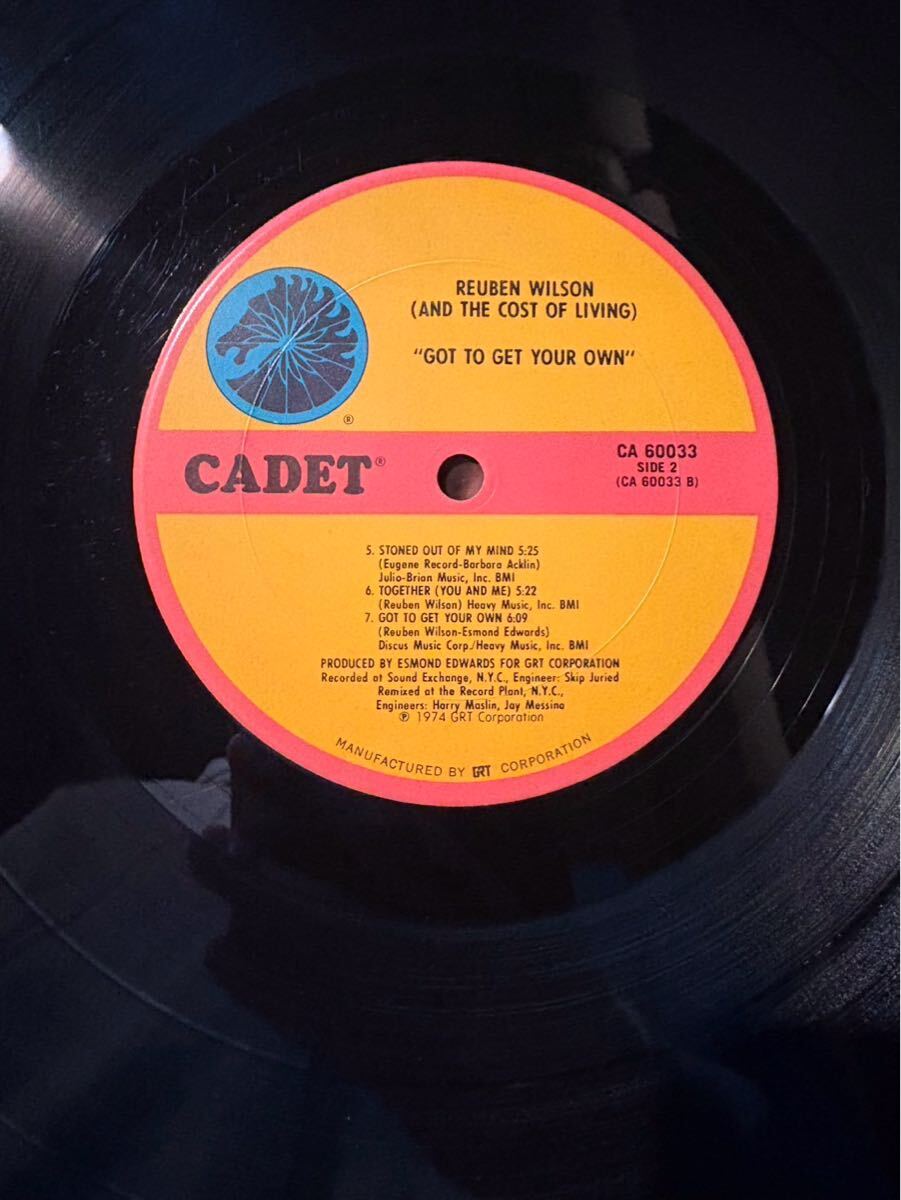 REUBEN WILSON
(AND THE COST OF LIVING)
"GOT TO GET YOUR OWN"
®
CADET®
CA 60033
SIDE 2
(CA 60033 B)
5. STONED OUT OF MY MIND 5:25
(Eugene Record-Barbara Acklin)
Julio-Brian Music, Inc. BMI
6. TOGETHER (YOU AND ME) 5:22
(Reuben Wilson) Heavy Music, Inc. BMI
7. GOT TO GET YOUR OWN 6:09
(Reuben Wilson-Esmond Edwards)
Discus Music Corp./Heavy Music, Inc. BMI
PRODUCED BY ESMOND EDWARDS FOR GRT CORPORATION
Recorded at Sound Exchange, N.Y.C., Engineer: Skip Juried
Remixed at the Record Plant, N.Y.C.,
Engineers: Harry Maslin, Jay Messina
℗ 1974 GRT Corporation
MANUFACTURED BY GRT CORPORATION